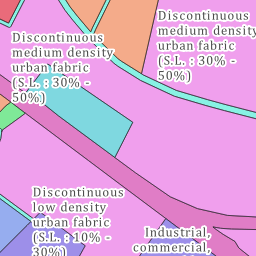 Discontinuous
medium density
urban fabric
(S.L. : 30% -
50%)
Discontinuous
medium density
urban fabric
(S.L. : 30% -
50%)
Discontinuous
low density
urban fabric
(S.L. : 10% -
30%)
Industrial,
commercial,